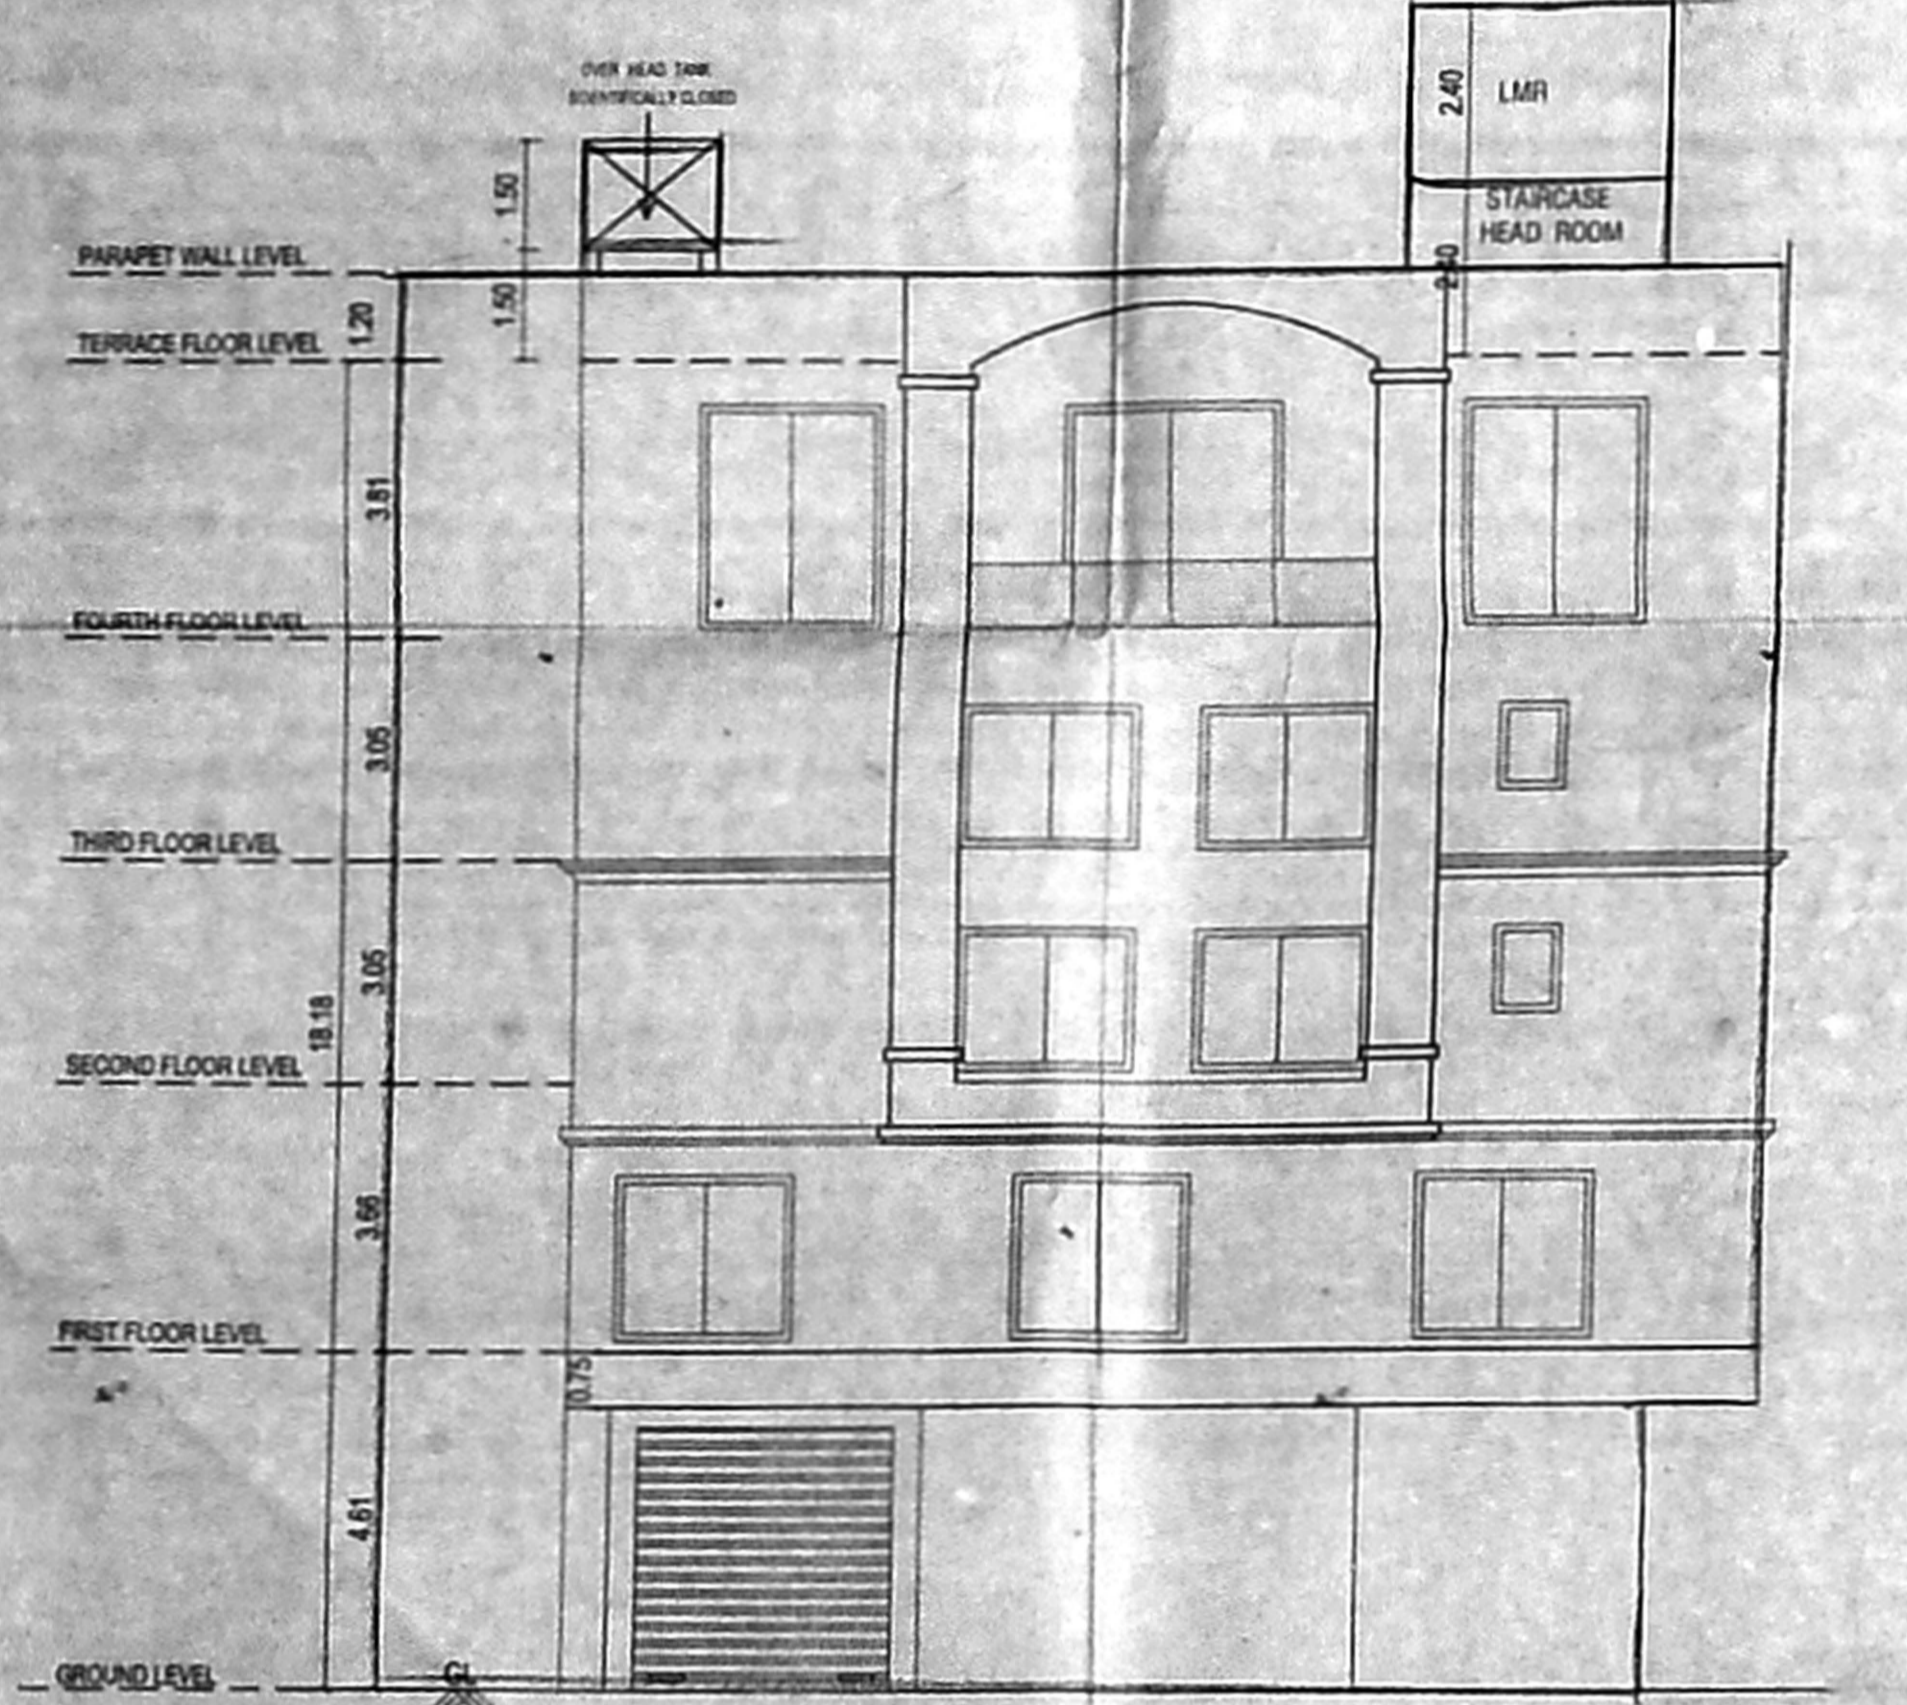 OVER HEAD TANK
SCIENTIFICALLY CLOSED
2.40
LMR
1.50
STAIRCASE
HEAD ROOM
PARAPET WALL LEVEL
2.40
1.50
1.20
TERRACE FLOOR LEVEL
3.81
FOURTH FLOOR LEVEL
3.05
THIRD FLOOR LEVEL
3.05
18.18
SECOND FLOOR LEVEL
3.66
FIRST FLOOR LEVEL
0.75
4.61
GROUND LEVEL
GL